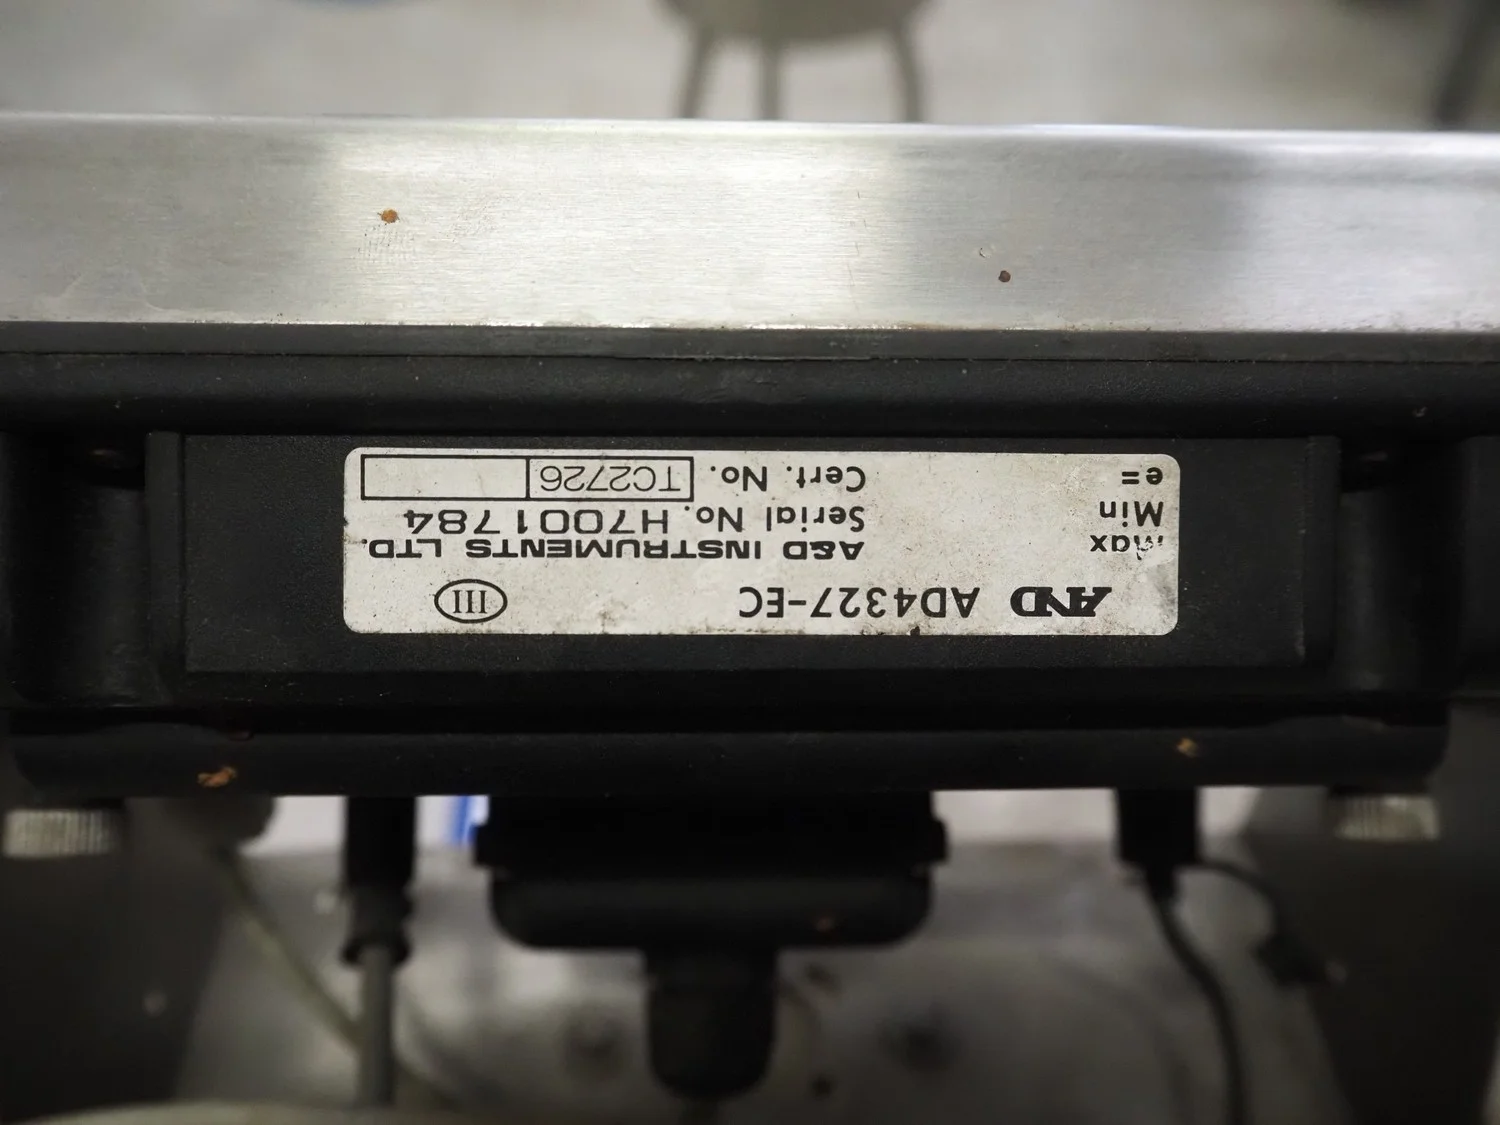 AND AD4327-EC III
Max A&D INSTRUMENTS LTD.
Min Serial No. H7001784
e= Cert. No. TC2726